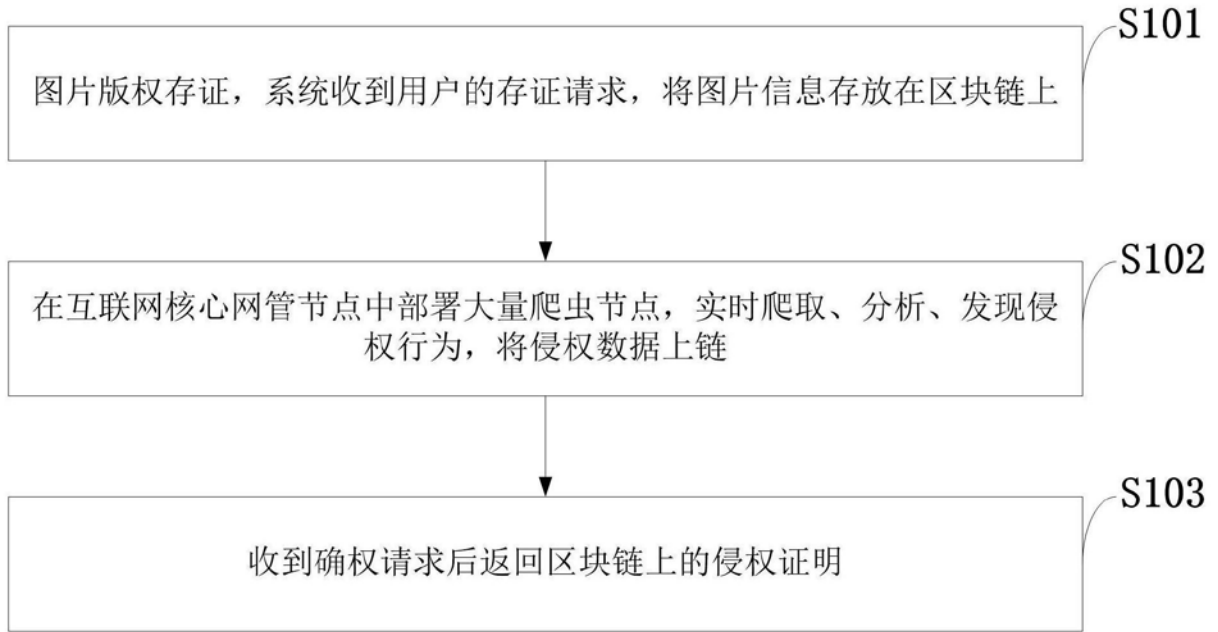 S101
图片版权存证，系统收到用户的存证请求，将图片信息存放在区块链上
S102
在互联网核心网管节点中部署大量爬虫节点，实时爬取、分析、发现侵
权行为，将侵权数据上链
S103
收到确权请求后返回区块链上的侵权证明